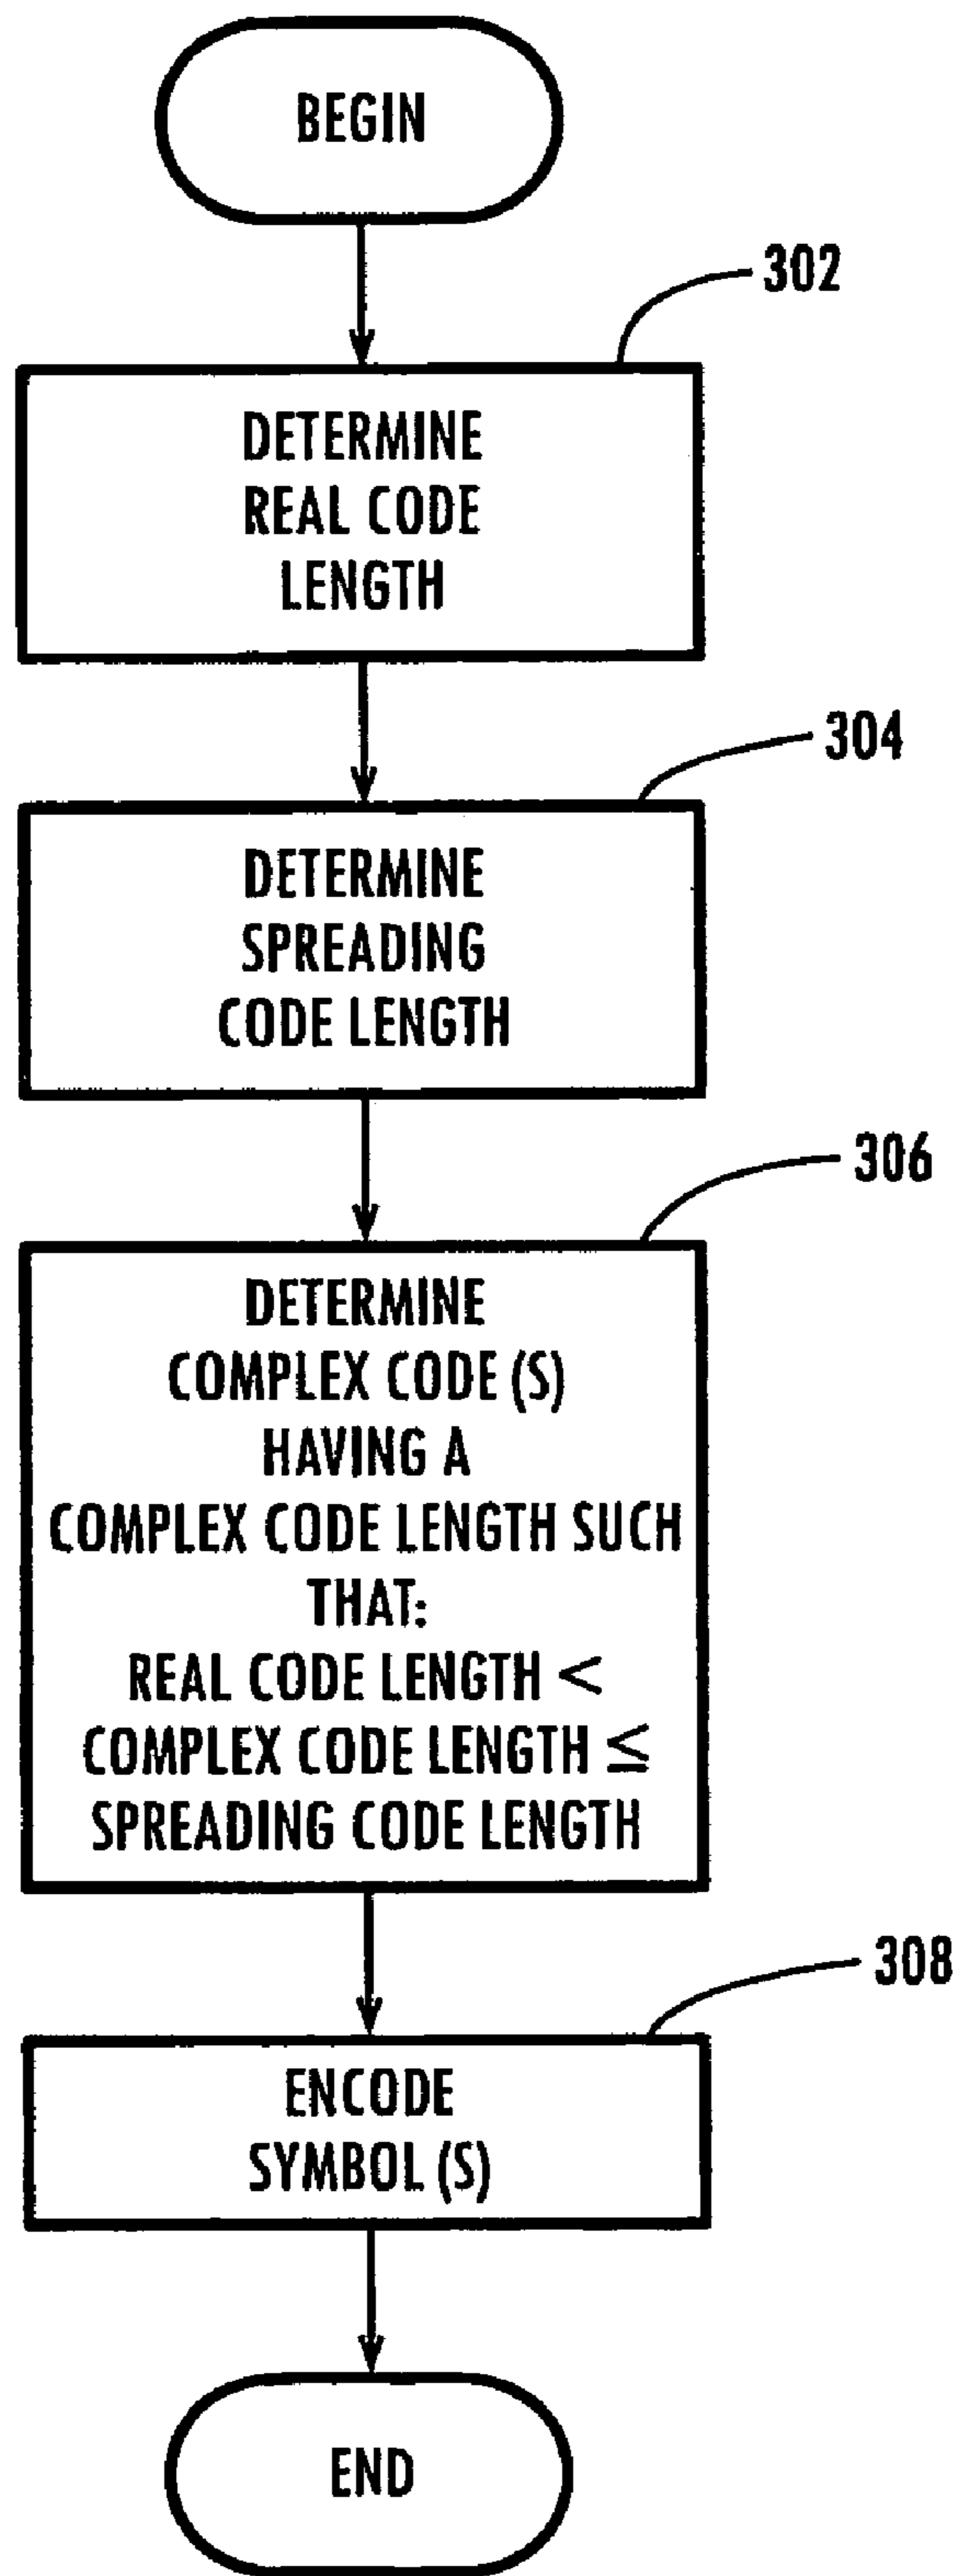 BEGIN
302
DETERMINE
REAL CODE
LENGTH
304
DETERMINE
SPREADING
CODE LENGTH
306
DETERMINE
COMPLEX CODE (S)
HAVING A
COMPLEX CODE LENGTH SUCH
THAT:
REAL CODE LENGTH <
COMPLEX CODE LENGTH ≤
SPREADING CODE LENGTH
308
ENCODE
SYMBOL (S)
END